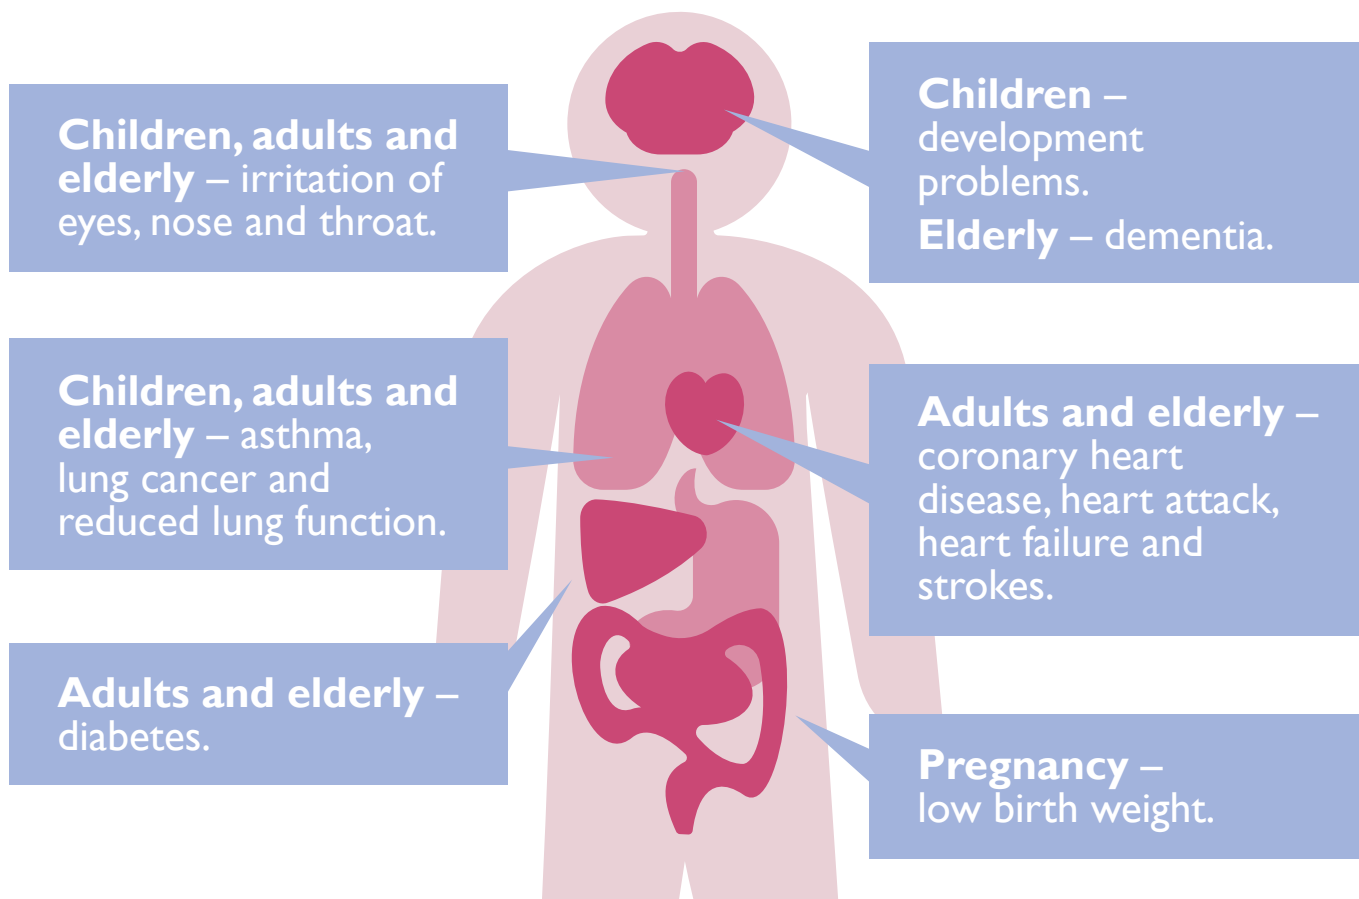 Children, adults and
elderly – irritation of
eyes, nose and throat.
Children, adults and
elderly – asthma,
lung cancer and
reduced lung function.
Adults and elderly –
diabetes.
Children –
development
problems.
Elderly – dementia.
Adults and elderly –
coronary heart
disease, heart attack,
heart failure and
strokes.
Pregnancy –
low birth weight.